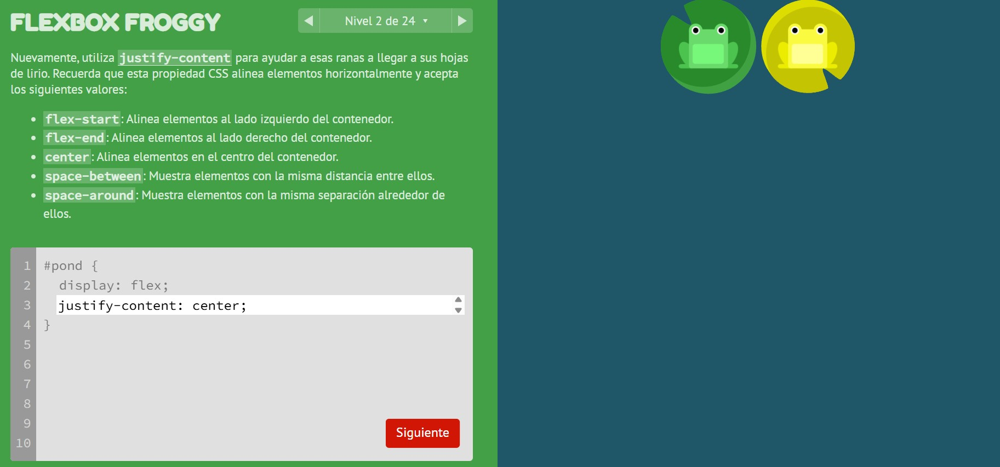 FLEXBOX FROGGY
Nivel 2 de 24
Nuevamente, utiliza justify-content para ayudar a esas ranas a llegar a sus hojas
de lirio. Recuerda que esta propiedad CSS alinea elementos horizontalmente y acepta
los siguientes valores:
flex-start: Alinea elementos al lado izquierdo del contenedor.
flex-end: Alinea elementos al lado derecho del contenedor.
center: Alinea elementos en el centro del contenedor.
space-between: Muestra elementos con la misma distancia entre ellos.
space-around: Muestra elementos con la misma separación alrededor de
ellos.
1 #pond {
2 display: flex;
3 justify-content: center;
4 }
5
6
7
8
9
10
Siguiente